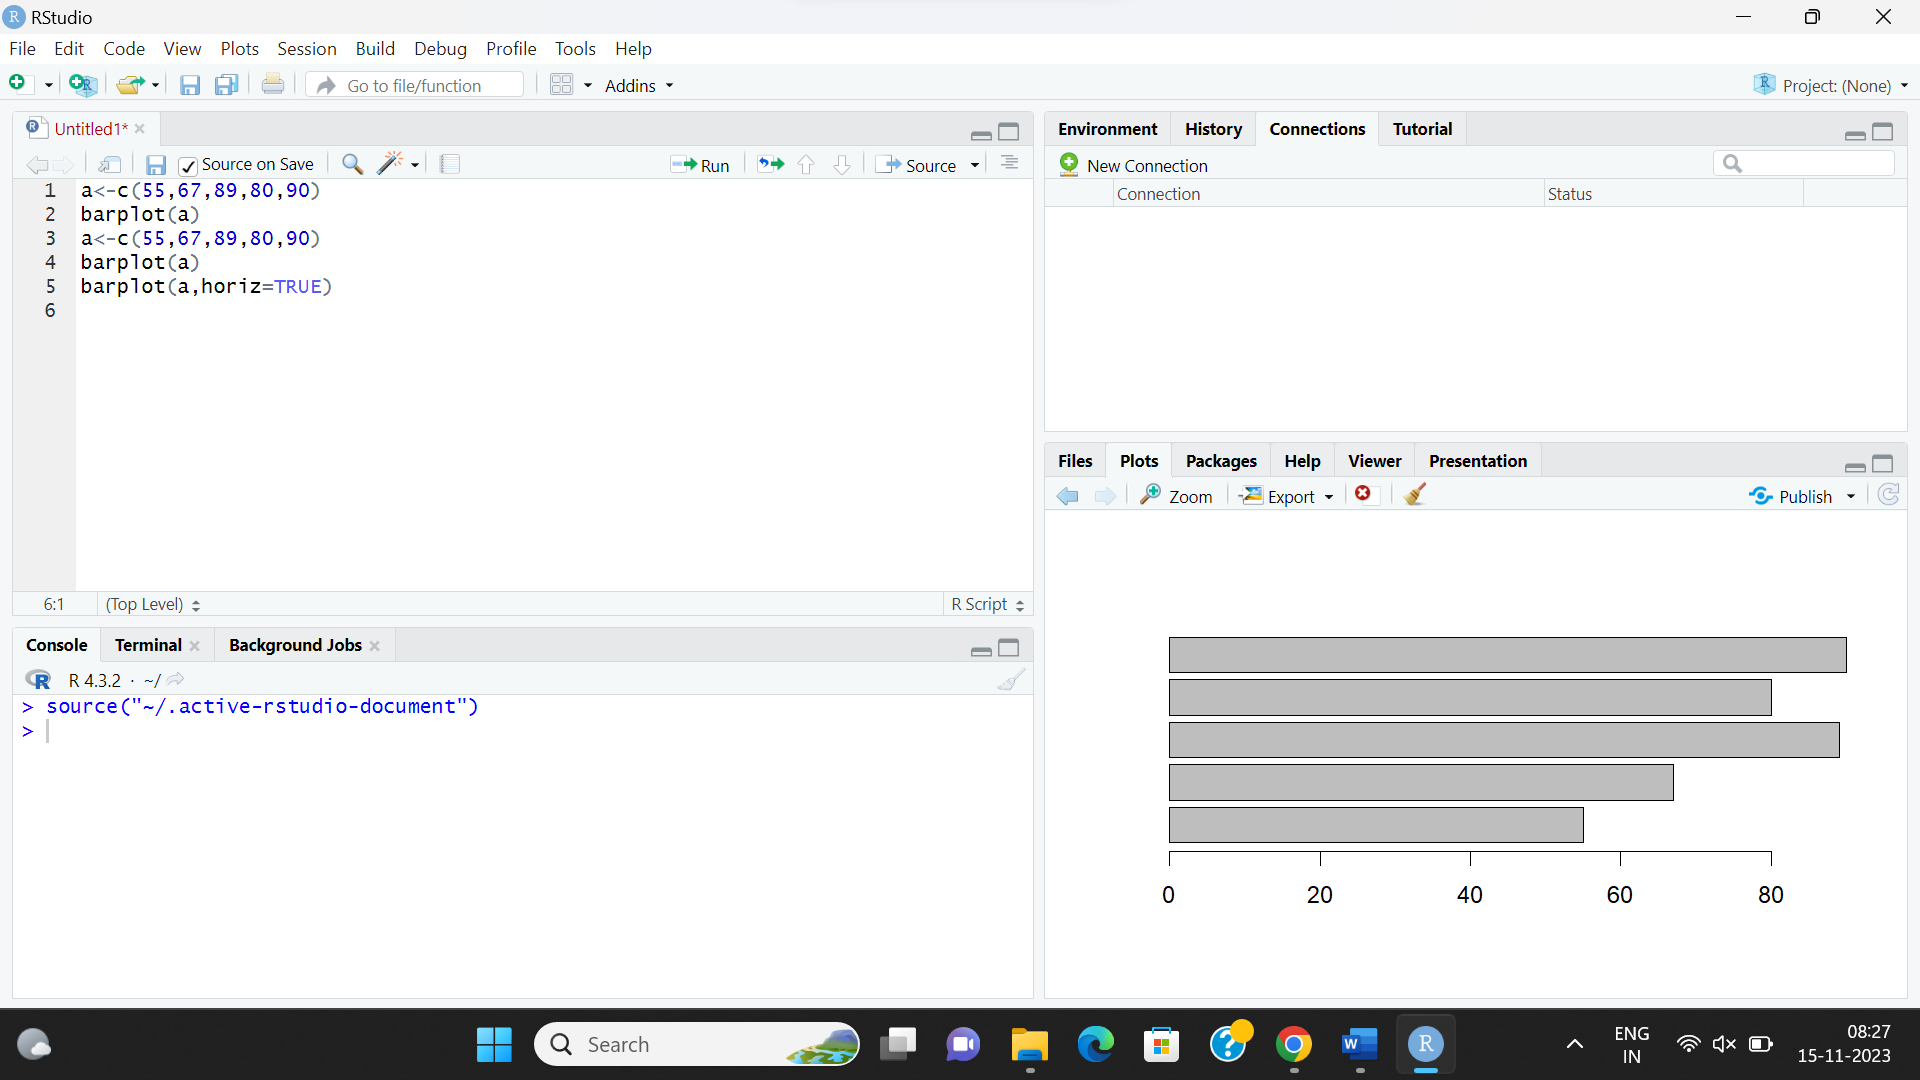 R RStudio
File Edit Code View Plots Session Build Debug Profile Tools Help
Go to file/function Addins R Project: (None)
Untitled1*
Source on Save Run Source
1 a<-c(55,67,89,80,90)
2 barplot(a)
3 a<-c(55,67,89,80,90)
4 barplot(a)
5 barplot(a,horiz=TRUE)
6
6:1 (Top Level) R Script
Console Terminal Background Jobs
R R 4.3.2 · ~/
> source("~/.active-rstudio-document")
>
Environment History Connections Tutorial
New Connection
Connection Status
Files Plots Packages Help Viewer Presentation
Zoom Export Publish
0 20 40 60 80
Search
W
R
ENG
IN
08:27
15-11-2023